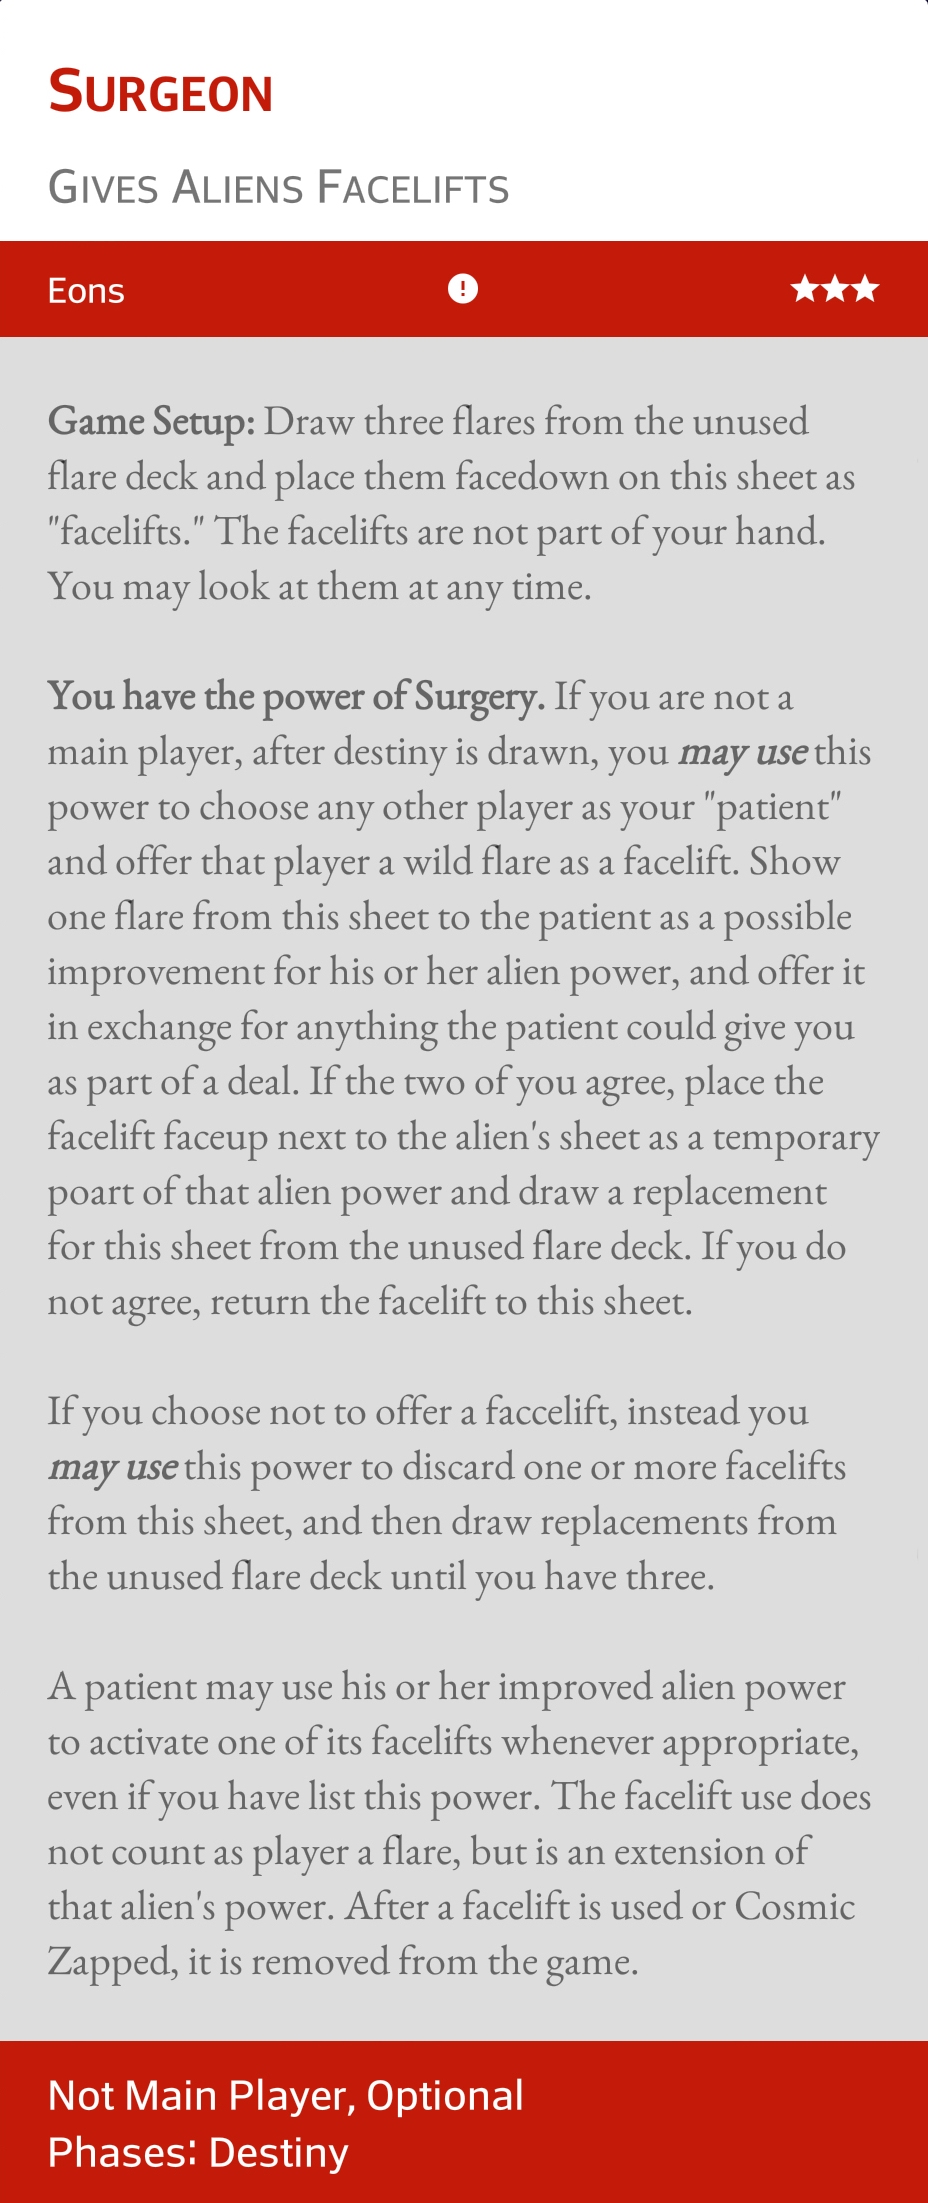 Surgeon
Gives Aliens Facelifts
Eons
!
★★★
Game Setup: Draw three flares from the unused
flare deck and place them facedown on this sheet as
"facelifts." The facelifts are not part of your hand.
You may look at them at any time.
You have the power of Surgery. If you are not a
main player, after destiny is drawn, you may use this
power to choose any other player as your "patient"
and offer that player a wild flare as a facelift. Show
one flare from this sheet to the patient as a possible
improvement for his or her alien power, and offer it
in exchange for anything the patient could give you
as part of a deal. If the two of you agree, place the
facelift faceup next to the alien's sheet as a temporary
poart of that alien power and draw a replacement
for this sheet from the unused flare deck. If you do
not agree, return the facelift to this sheet.
If you choose not to offer a faccelift, instead you
may use this power to discard one or more facelifts
from this sheet, and then draw replacements from
the unused flare deck until you have three.
A patient may use his or her improved alien power
to activate one of its facelifts whenever appropriate,
even if you have list this power. The facelift use does
not count as player a flare, but is an extension of
that alien's power. After a facelift is used or Cosmic
Zapped, it is removed from the game.
Not Main Player, Optional
Phases: Destiny